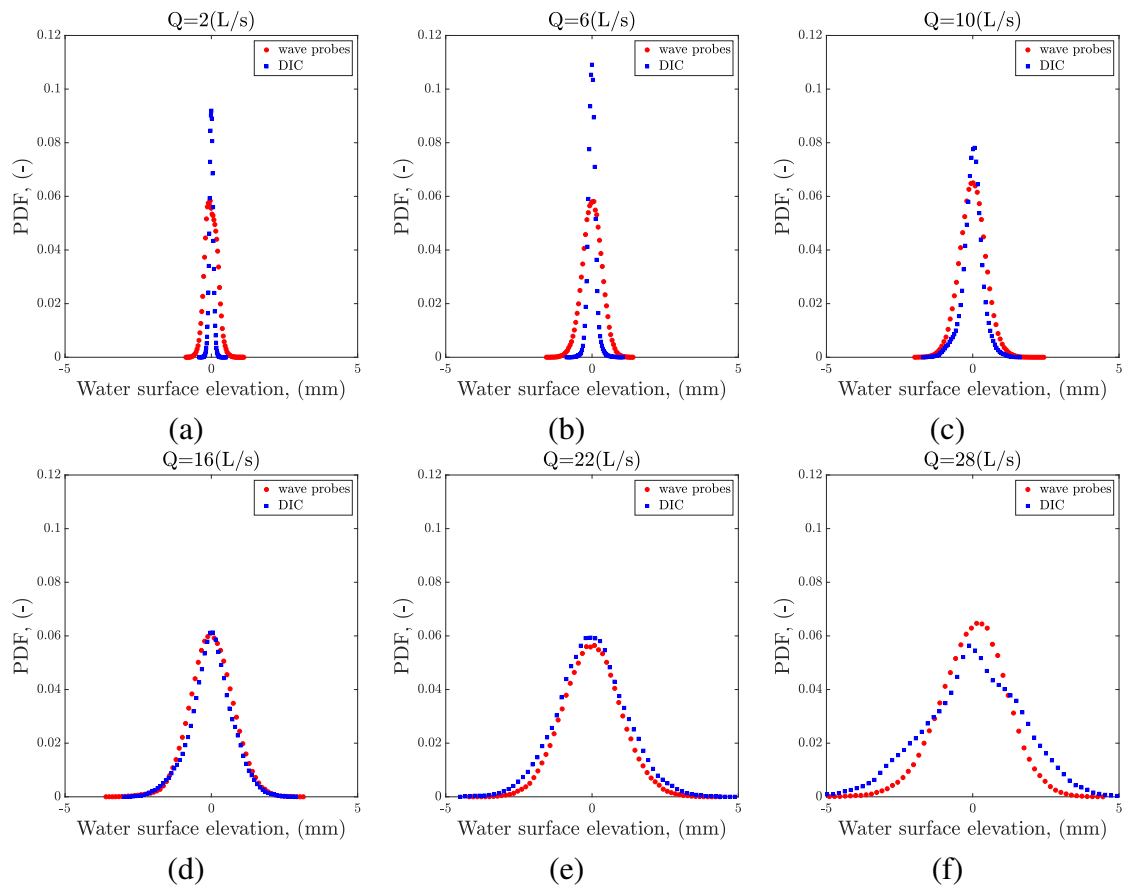 Q=2(L/s)
0.12
0.1
0.08
0.06
0.04
0.02
0
PDF, (-)
-5
0
5
Water surface elevation, (mm)
wave probes
DIC
(a)
Q=6(L/s)
0.12
0.1
0.08
0.06
0.04
0.02
0
PDF, (-)
-5
0
5
Water surface elevation, (mm)
wave probes
DIC
(b)
Q=10(L/s)
0.12
0.1
0.08
0.06
0.04
0.02
0
PDF, (-)
-5
0
5
Water surface elevation, (mm)
wave probes
DIC
(c)
Q=16(L/s)
0.12
0.1
0.08
0.06
0.04
0.02
0
PDF, (-)
-5
0
5
Water surface elevation, (mm)
wave probes
DIC
(d)
Q=22(L/s)
0.12
0.1
0.08
0.06
0.04
0.02
0
PDF, (-)
-5
0
5
Water surface elevation, (mm)
wave probes
DIC
(e)
Q=28(L/s)
0.12
0.1
0.08
0.06
0.04
0.02
0
PDF, (-)
-5
0
5
Water surface elevation, (mm)
wave probes
DIC
(f)